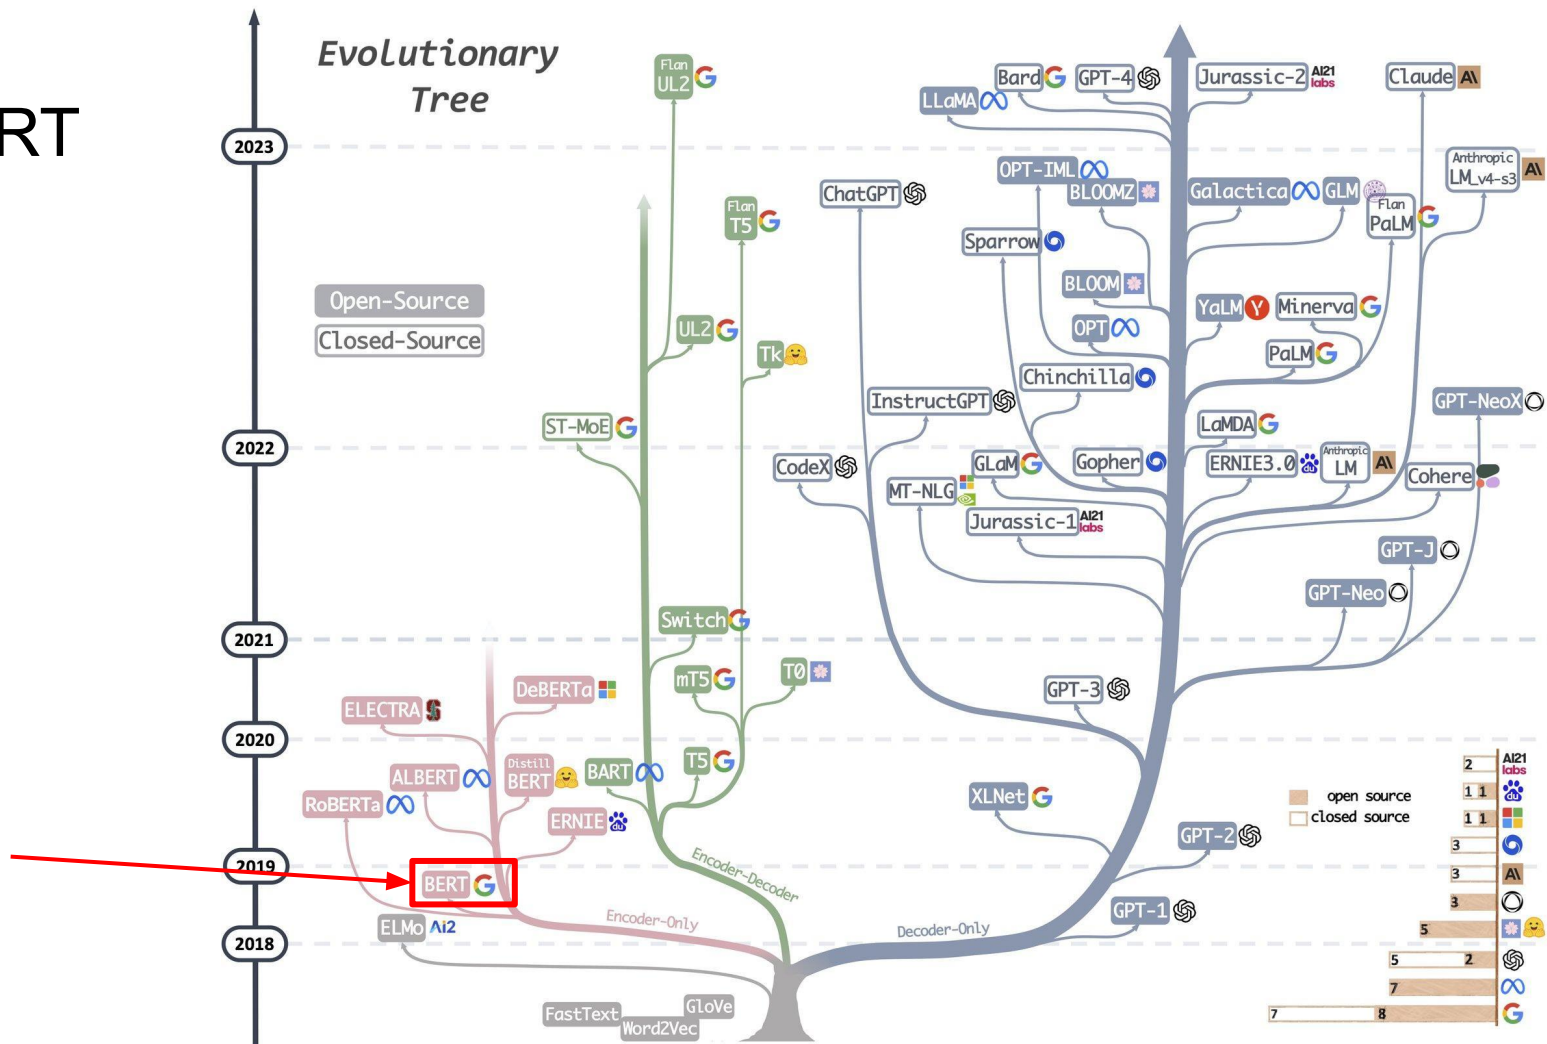 RT
Evolutionary
Tree
Open-Source
Closed-Source
2023
2022
2021
2020
2019
2018
Flan
UL2
Flan
T5
UL2
Tk
ST-MoE
Switch
mT5
T0
T5
BART
DeBERTa
ELECTRA
ALBERT
Distill
BERT
RoBERTa
ERNIE
BERT
ELMo
Ai2
Encoder-Only
Encoder-Decoder
Decoder-Only
FastText
GloVe
Word2Vec
Bard
GPT-4
Jurassic-2
AI21
labs
Claude
A\
LLaMA
OPT-IML
BLOOMZ
Galactica
GLM
Anthropic
LM_v4-s3
A\
ChatGPT
Flan
PaLM
Sparrow
BLOOM
YaLM
Minerva
OPT
PaLM
Chinchilla
InstructGPT
GPT-NeoX
LaMDA
CodeX
GLaM
Gopher
ERNIE3.0
du
Anthropic
LM
A\
Cohere
MT-NLG
Jurassic-1
AI21
labs
GPT-J
GPT-Neo
GPT-3
XLNet
GPT-2
GPT-1
open source
closed source
2
AI21
labs
1 1
du
1 1
3
3
A\
3
5
5 2
7
7 8